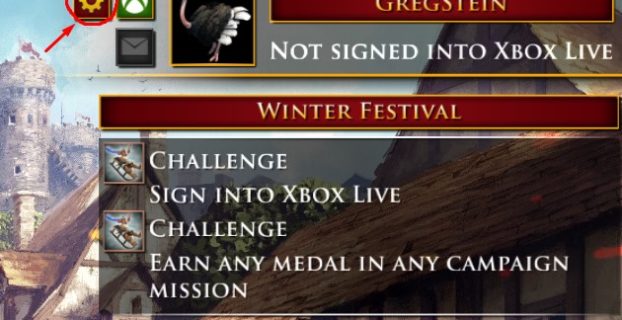 GREGSTEIN
NOT SIGNED INTO XBOX LIVE
WINTER FESTIVAL
CHALLENGE
SIGN INTO XBOX LIVE
CHALLENGE
EARN ANY MEDAL IN ANY CAMPAIGN
MISSION